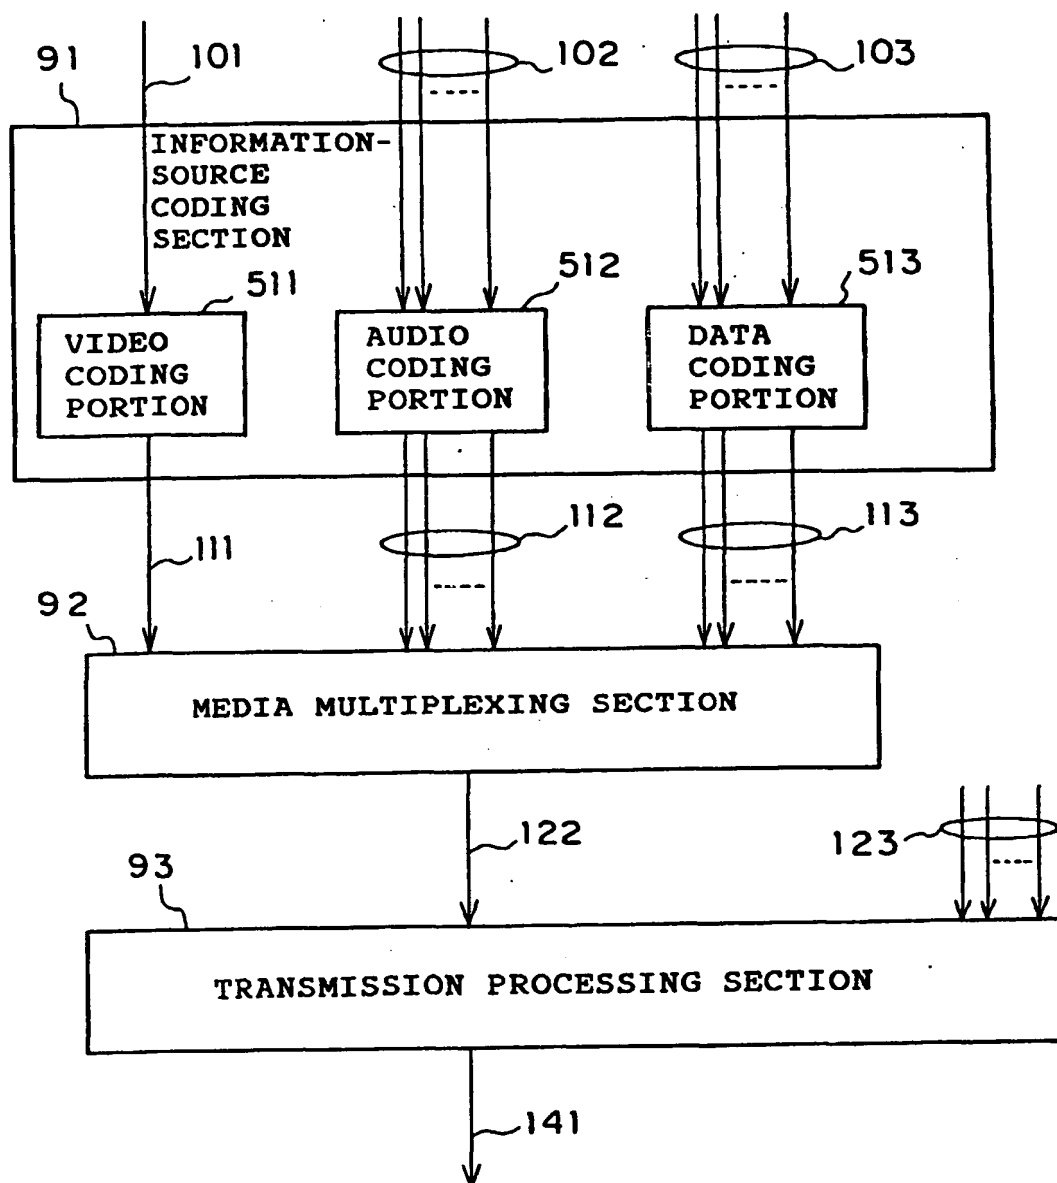 91
101
102
103
INFORMATION-
SOURCE
CODING
SECTION
511
512
513
VIDEO
CODING
PORTION
AUDIO
CODING
PORTION
DATA
CODING
PORTION
111
112
113
92
MEDIA MULTIPLEXING SECTION
122
123
93
TRANSMISSION PROCESSING SECTION
141